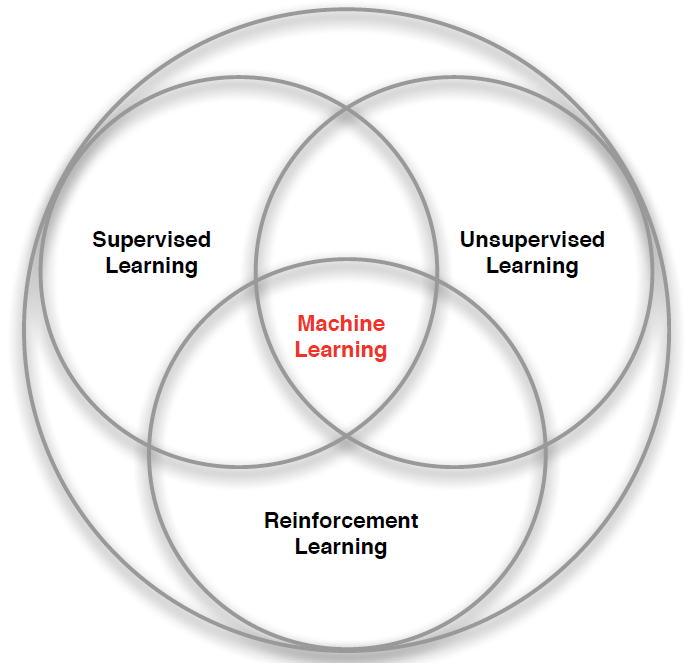 Supervised
Learning
Unsupervised
Learning
Machine
Learning
Reinforcement
Learning